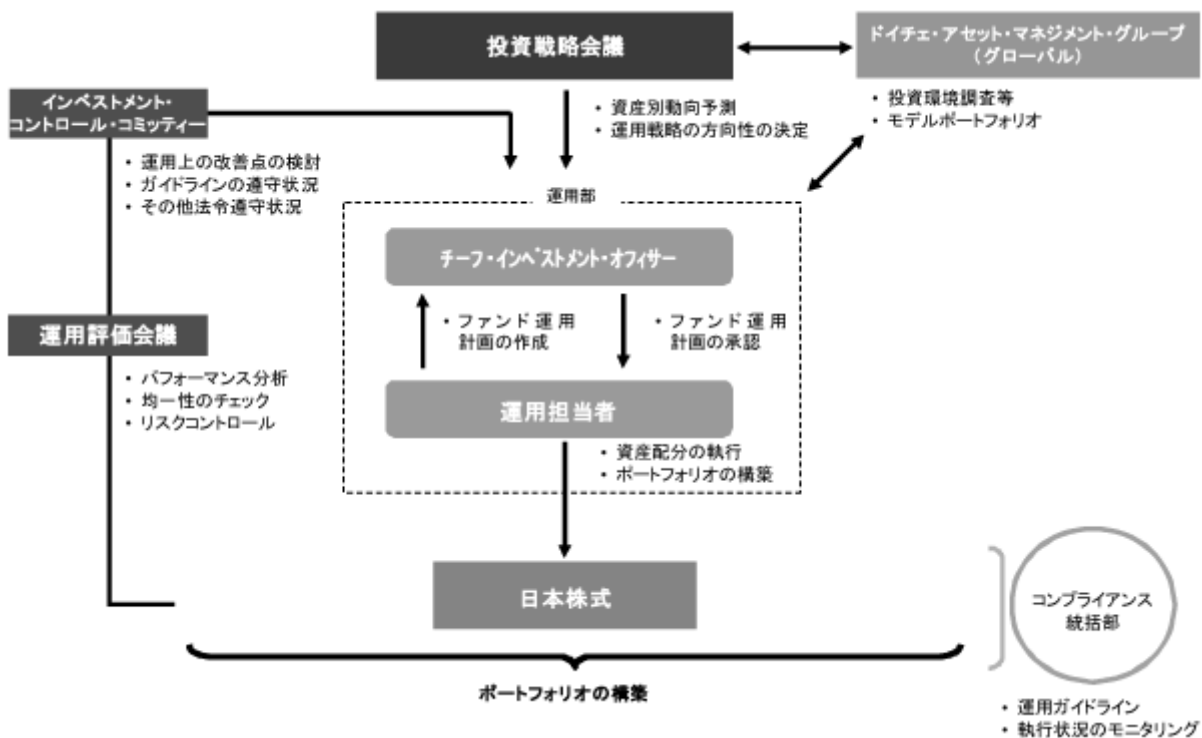 投資戦略会議
ドイチェ・アセット・マネジメント・グループ
(グローバル)
・ 資産別動向予測
・ 運用戦略の方向性の決定
・ 投資環境調査等
・ モデルポートフォリオ
インベストメント・
コントロール・コミッティー
・ 運用上の改善点の検討
・ ガイドラインの遵守状況
・ その他法令遵守状況
運用部
チーフ・インベストメント・オフィサー
・ ファンド運用
計画の作成
・ ファンド運用
計画の承認
運用評価会議
・ パフォーマンス分析
・ 均一性のチェック
・ リスクコントロール
運用担当者
・ 資産配分の執行
・ ポートフォリオの構築
日本株式
コンプライアンス
統括部
ポートフォリオの構築
・ 運用ガイドライン
・ 執行状況のモニタリング